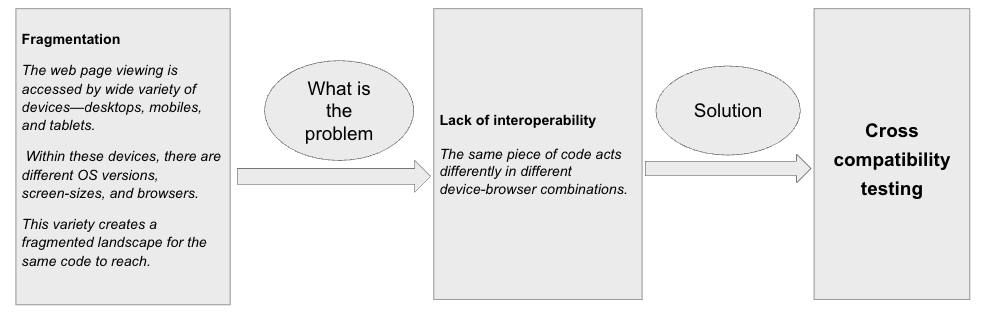 Fragmentation
The web page viewing is
accessed by wide variety of
devices—desktops, mobiles,
and tablets.
Within these devices, there are
different OS versions,
screen-sizes, and browsers.
This variety creates a
fragmented landscape for the
same code to reach.
What is
the
problem
Lack of interoperability
The same piece of code acts
differently in different
device-browser combinations.
Solution
Cross
compatibility
testing